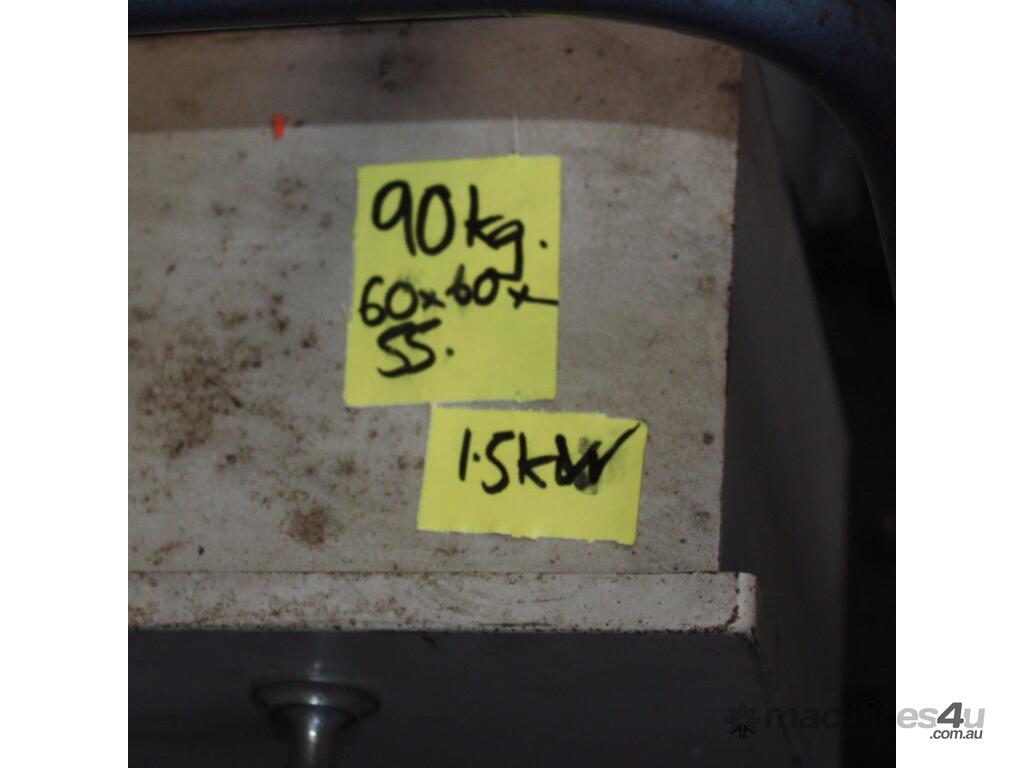 90kg.
60x60x
55.
1.5kW
machines4u
.com.au